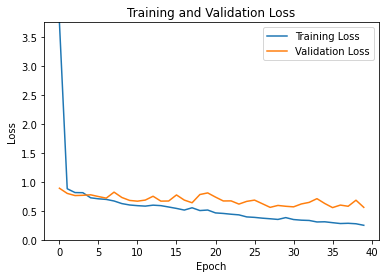 Training and Validation Loss
Training Loss
Validation Loss
Loss
3.5
3.0
2.5
2.0
1.5
1.0
0.5
0.0
0 5 10 15 20 25 30 35 40
Epoch